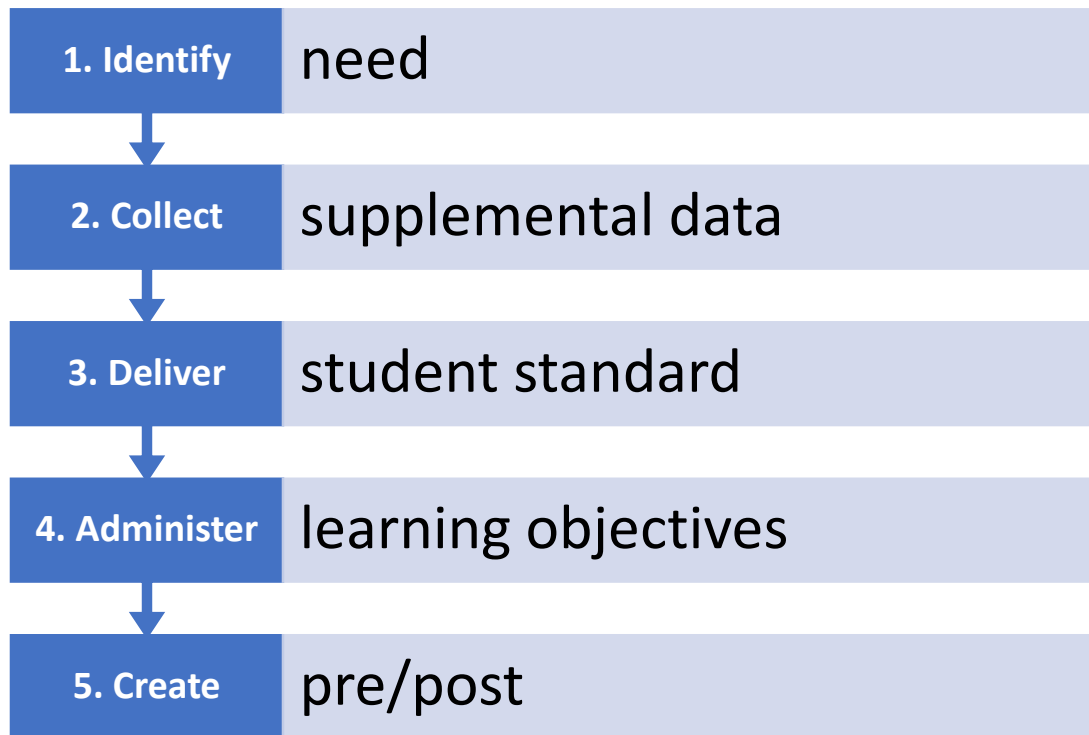 1. Identify need
2. Collect supplemental data
3. Deliver student standard
4. Administer learning objectives
5. Create pre/post